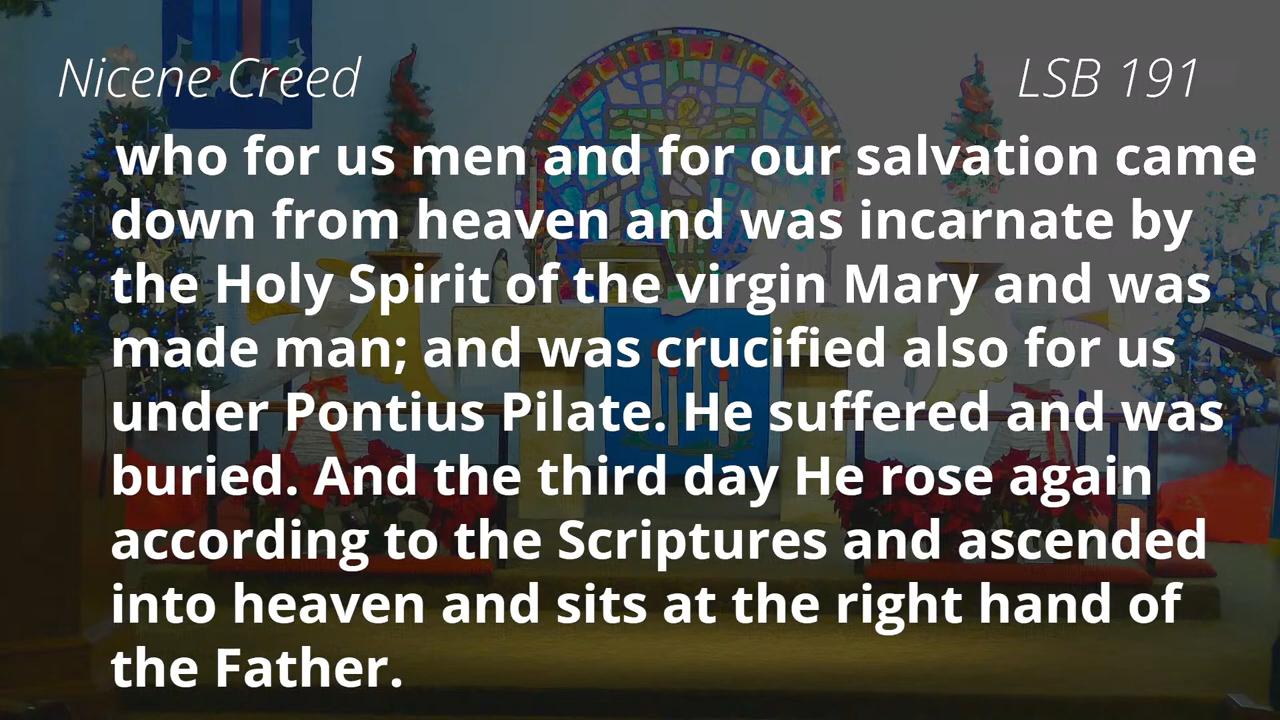 Nicene Creed
LSB 191
who for us men and for our salvation came
down from heaven and was incarnate by
the Holy Spirit of the virgin Mary and was
made man; and was crucified also for us
under Pontius Pilate. He suffered and was
buried. And the third day He rose again
according to the Scriptures and ascended
into heaven and sits at the right hand of
the Father.